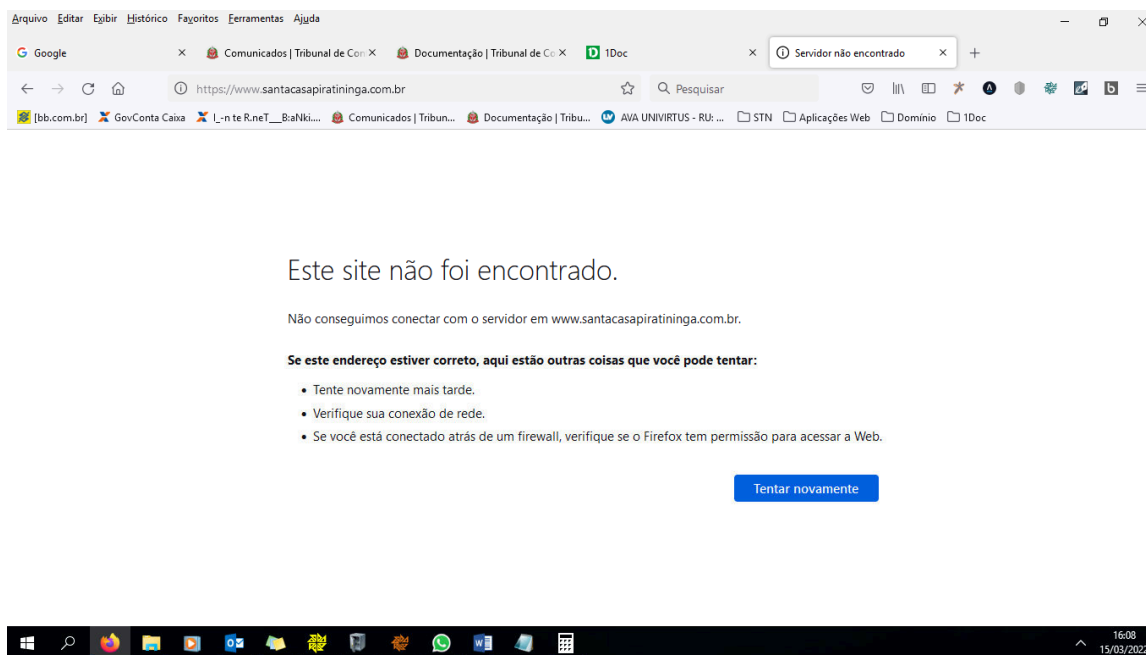 Arquivo Editar Exibir Histórico Favoritos Ferramentas Ajuda
Google
Comunicados | Tribunal de Con
Documentação | Tribunal de Co
1Doc
Servidor não encontrado
https://www.santacasapiratininga.com.br
Pesquisar
[bb.com.br]
GovConta Caixa
I_-n te R.neT__B:aNki....
Comunicados | Tribun...
Documentação | Tribu...
AVA UNIVIRTUS - RU: ...
STN
Aplicações Web
Domínio
1Doc
Este site não foi encontrado.
Não conseguimos conectar com o servidor em www.santacasapiratininga.com.br.
Se este endereço estiver correto, aqui estão outras coisas que você pode tentar:
Tente novamente mais tarde.
Verifique sua conexão de rede.
Se você está conectado atrás de um firewall, verifique se o Firefox tem permissão para acessar a Web.
Tentar novamente
16:08